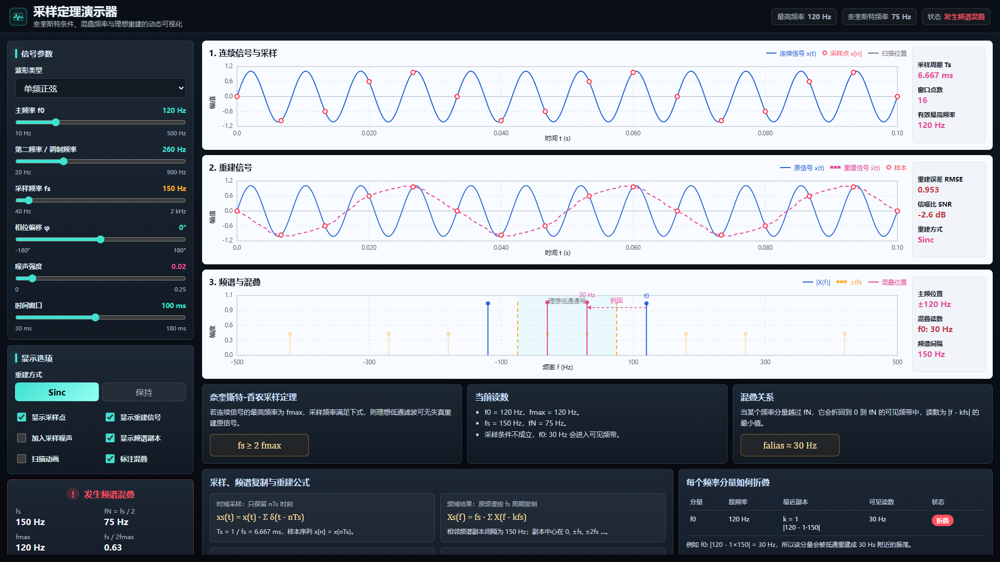 采样定理演示器
奈奎斯特条件、混叠频率与理想重建的动态可视化
最高频率 120 Hz
奈奎斯特频率 75 Hz
状态 发生频谱混叠
信号参数
波形类型
单频正弦
主频率 f0 120 Hz
10 Hz 500 Hz
第二频率 / 调制频率 260 Hz
20 Hz 900 Hz
采样频率 fs 150 Hz
40 Hz 2 kHz
相位偏移 φ 0°
-180° 180°
噪声强度 0.02
0 0.25
时间窗口 100 ms
30 ms 180 ms
显示选项
重建方式
Sinc 保持
显示采样点 显示重建信号
加入采样噪声 显示频谱副本
扫描动画 标注混叠
! 发生频谱混叠
fs fN = fs / 2
150 Hz 75 Hz
fmax fs / 2fmax
120 Hz 0.63
1. 连续信号与采样
连续信号 x(t) 采样点 x[n] 扫描位置
1.2
0.6
0.0
-0.6
-1.2
幅值
0.0 0.020 0.040 0.060 0.080 0.10
时间 t (s)
采样周期 Ts
6.667 ms
窗口点数
16
有效最高频率
120 Hz
2. 重建信号
原信号 x(t) 重建信号 x̂(t) 样本
1.2
0.6
0.0
-0.6
-1.2
幅值
0.0 0.020 0.040 0.060 0.080 0.10
时间 t (s)
重建误差 RMSE
0.953
信噪比 SNR
-2.6 dB
重建方式
Sinc
3. 频谱与混叠
|X(f)| ±fN 混叠位置
1.1
0.9
0.6
0.3
0.0
幅度
理想低通通带
30 Hz
折回
f0
-500 -300 -100 100 300 500
频率 f (Hz)
主频位置
±120 Hz
混叠读数
f0: 30 Hz
频谱间隔
150 Hz
奈奎斯特-香农采样定理
若连续信号的最高频率为 fmax，采样频率满足下式，则理想低通滤波可无失真重
建原信号。
fs ≥ 2 fmax
当前读数
f0 = 120 Hz，fmax = 120 Hz。
fs = 150 Hz，fN = 75 Hz。
采样条件不成立，f0: 30 Hz 会进入可见频带。
混叠关系
当某个频率分量越过 fN，它会折回到 0 到 fN 的可见频带中，读数为 |f - kfs| 的
最小值。
falias ≈ 30 Hz
采样、频谱复制与重建公式
时域采样：只保留 nTs 时刻
xs(t) = x(t) · Σ δ(t - nTs)
Ts = 1 / fs = 6.667 ms，样本序列 x[n] = x(nTs)。
频域结果：原频谱按 fs 周期复制
Xs(f) = fs · Σ X(f - kfs)
相邻频谱副本间隔为 150 Hz；副本中心在 0, ±fs, ±2fs ...。
每个频率分量如何折叠
分量 原频率 最近副本 可见读数 状态
f0 120 Hz k = 1 30 Hz 折叠
|120 - 1·150|
例如 f0: |120 - 1×150| = 30 Hz，所以该分量会被低通重建成 30 Hz 附近的振荡。